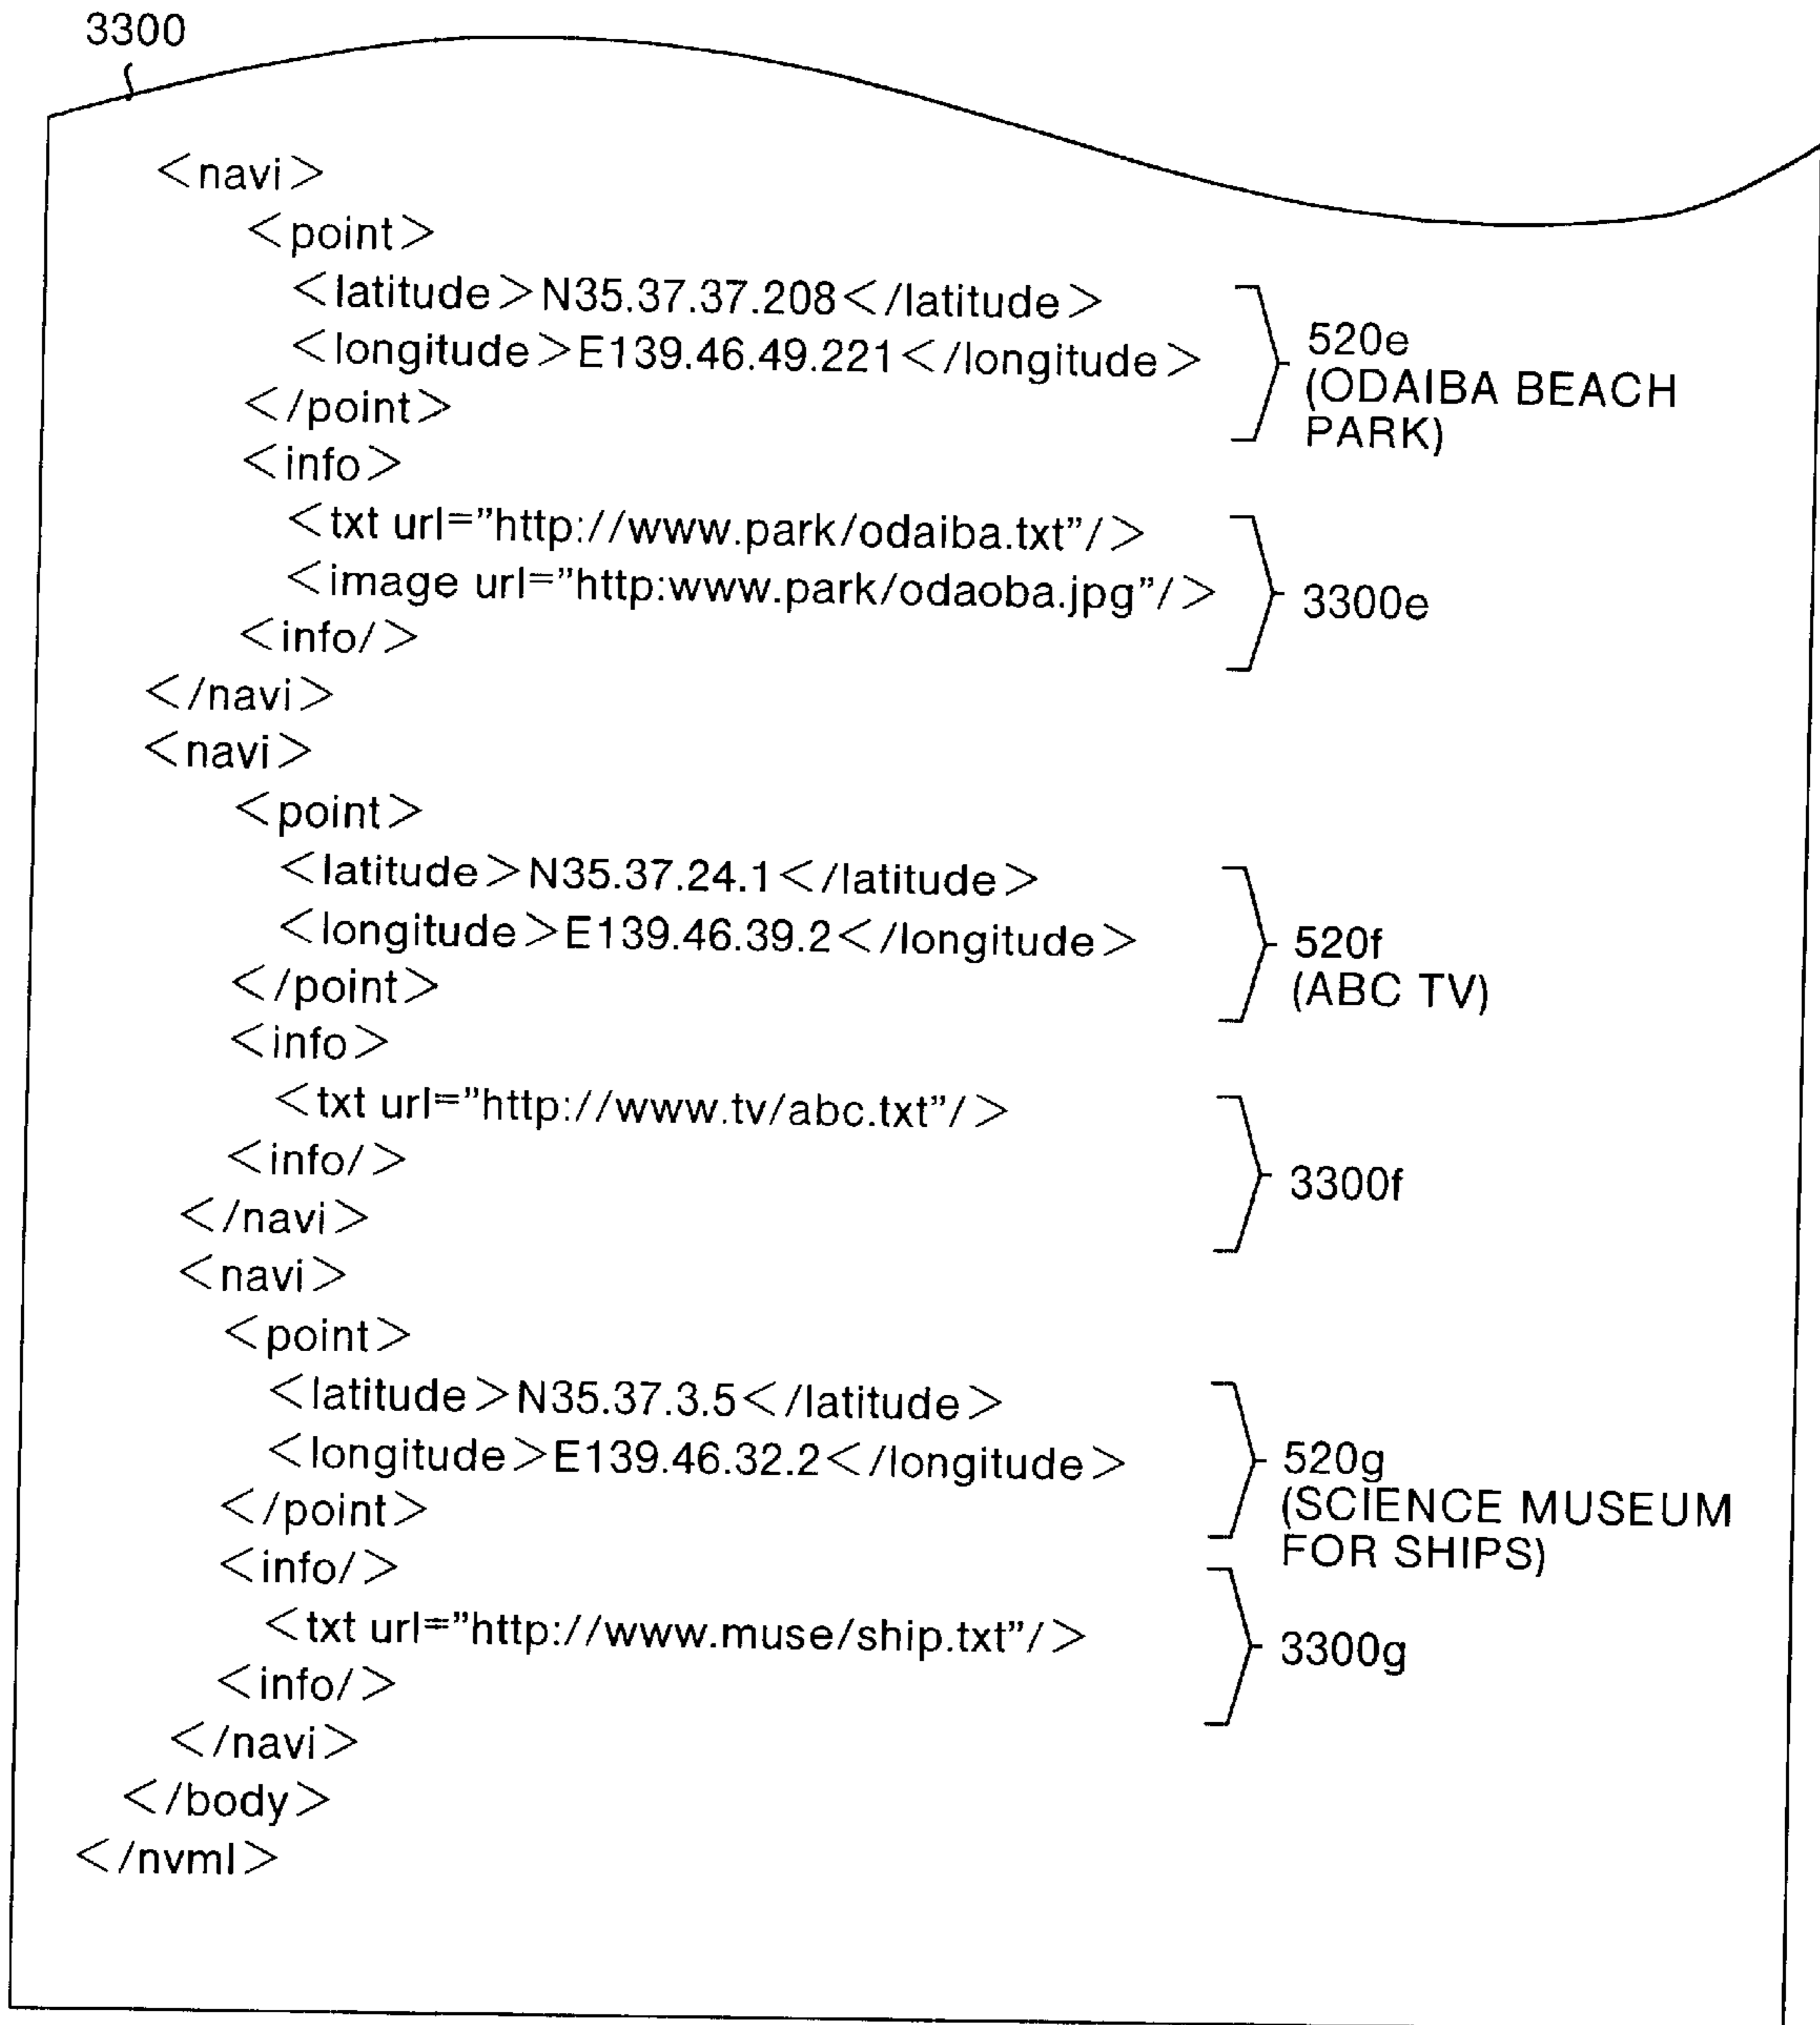 3300
<navi>
<point>
<latitude>N35.37.37.208</latitude>
<longitude>E139.46.49.221</longitude>
</point>
520e
(ODAIBA BEACH
PARK)
<info>
<txt url="http://www.park/odaiba.txt"/>
<image url="http:www.park/odaoba.jpg"/>
<info/>
3300e
</navi>
<navi>
<point>
<latitude>N35.37.24.1</latitude>
<longitude>E139.46.39.2</longitude>
</point>
520f
(ABC TV)
<info>
<txt url="http://www.tv/abc.txt"/>
<info/>
3300f
</navi>
<navi>
<point>
<latitude>N35.37.3.5</latitude>
<longitude>E139.46.32.2</longitude>
</point>
520g
(SCIENCE MUSEUM
FOR SHIPS)
<info/>
<txt url="http://www.muse/ship.txt"/>
<info/>
3300g
</navi>
</body>
</nvml>